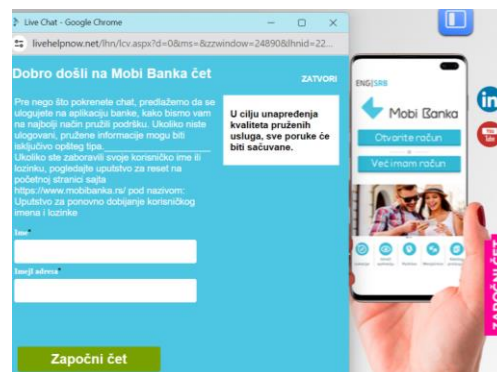 Live Chat - Google Chrome
livehelpnow.net/lhn/lcv.aspx?d=0&ms=&zzwindow=24890&lhnid=22...
Dobro došli na Mobi Banka čet
ZATVORI
Pre nego što pokrenete chat, predlažemo da se
ulogujete na aplikaciju banke, kako bismo vam
na najbolji način pružili podršku. Ukoliko niste
ulogovani, pružene informacije mogu biti
isključivo opšteg tipa.
Ukoliko ste zaboravili svoje korisničko ime ili
lozinku, pogledajte uputstvo za reset na
početnoj stranici sajta
https://www.mobibanka.rs/ pod nazivom:
Uputstvo za ponovno dobijanje korisničkog
imena i lozinke
U cilju unapređenja
kvaliteta pruženih
usluga, sve poruke će
biti sačuvane.
Ime*
Imejl adresa*
Započni čet
ENG|SRB
Mobi Banka
Otvorite račun
Već imam račun
in
You
Tube
ZAPOČNI ČET